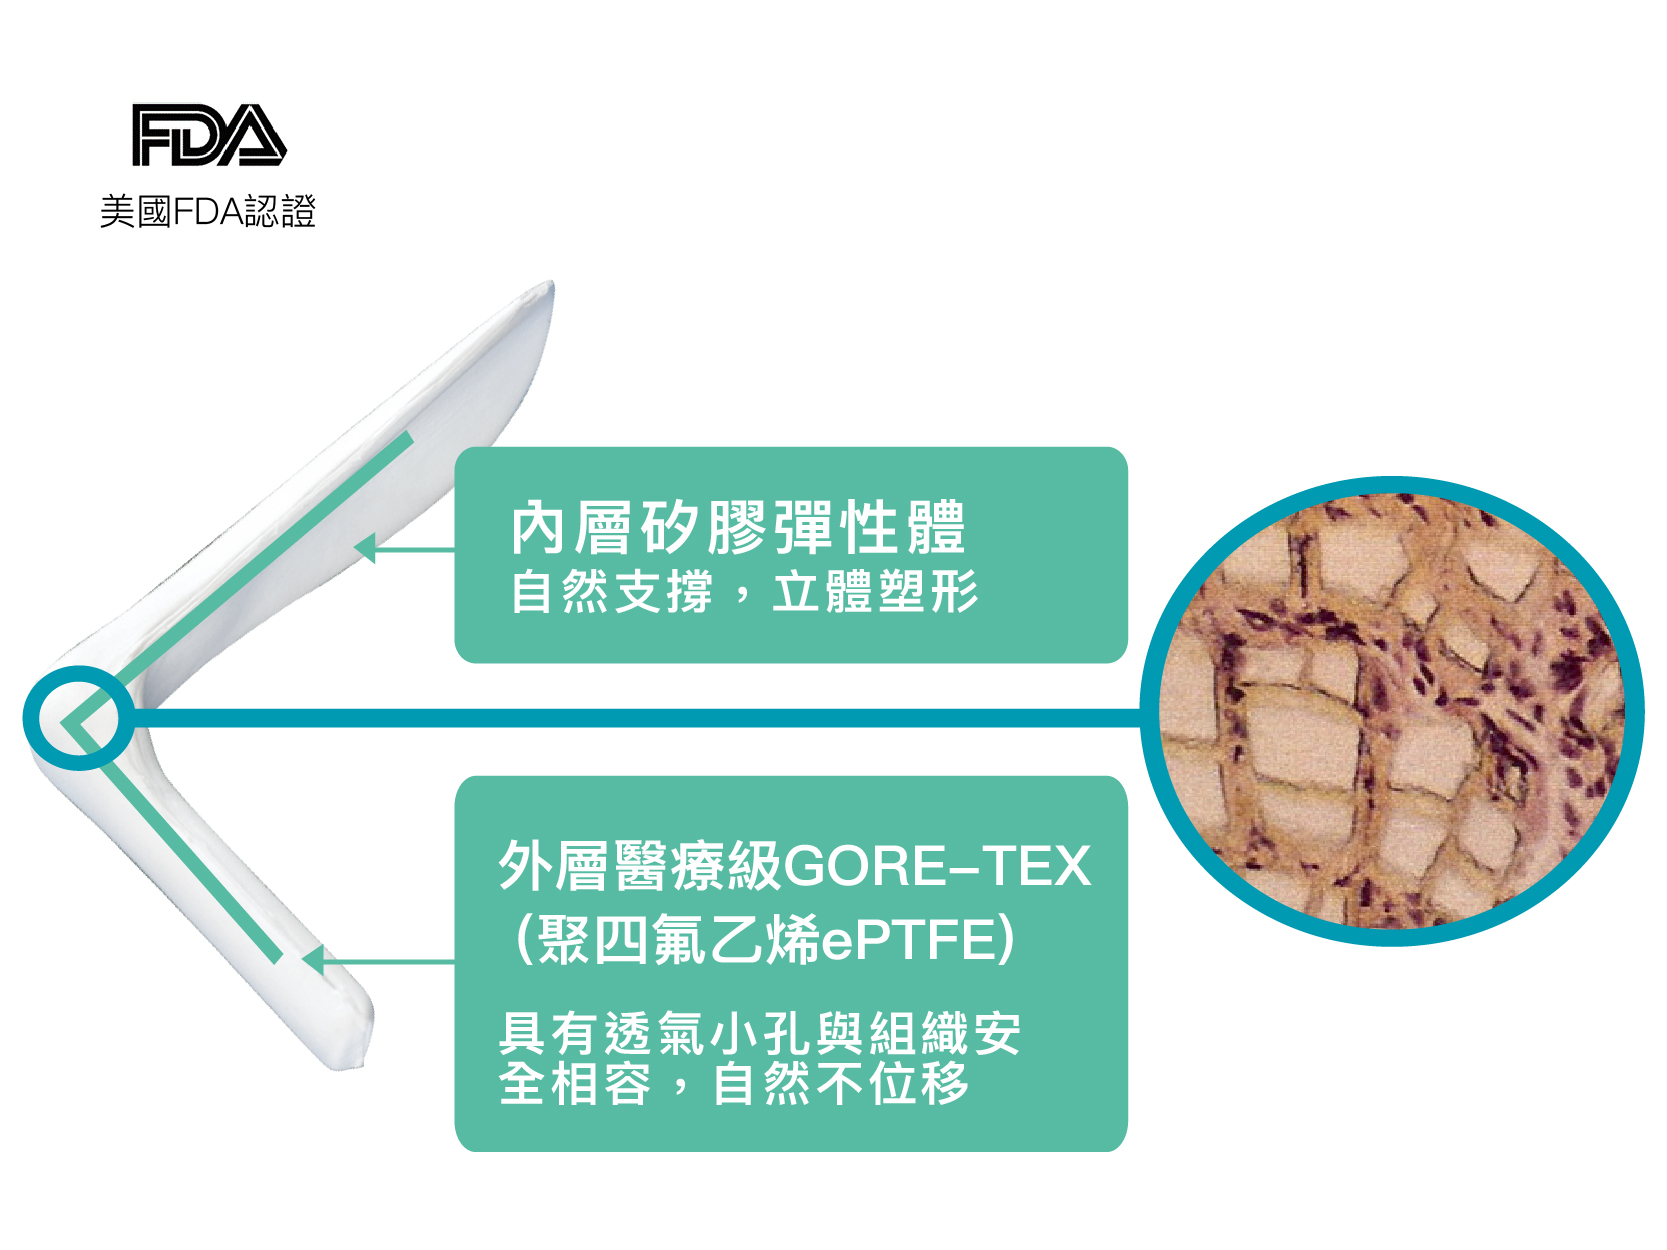 FDA
美國FDA認證
內層矽膠彈性體
自然支撐，立體塑形
外層醫療級GORE–TEX
(聚四氟乙烯ePTFE)
具有透氣小孔與組織安
全相容，自然不位移